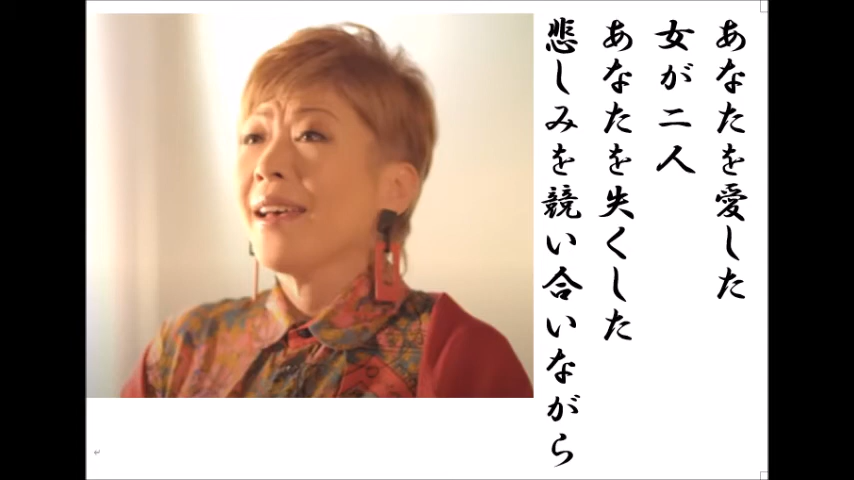 あなたを愛した
女が二人
あなたを失くした
悲しみを競い合いながら